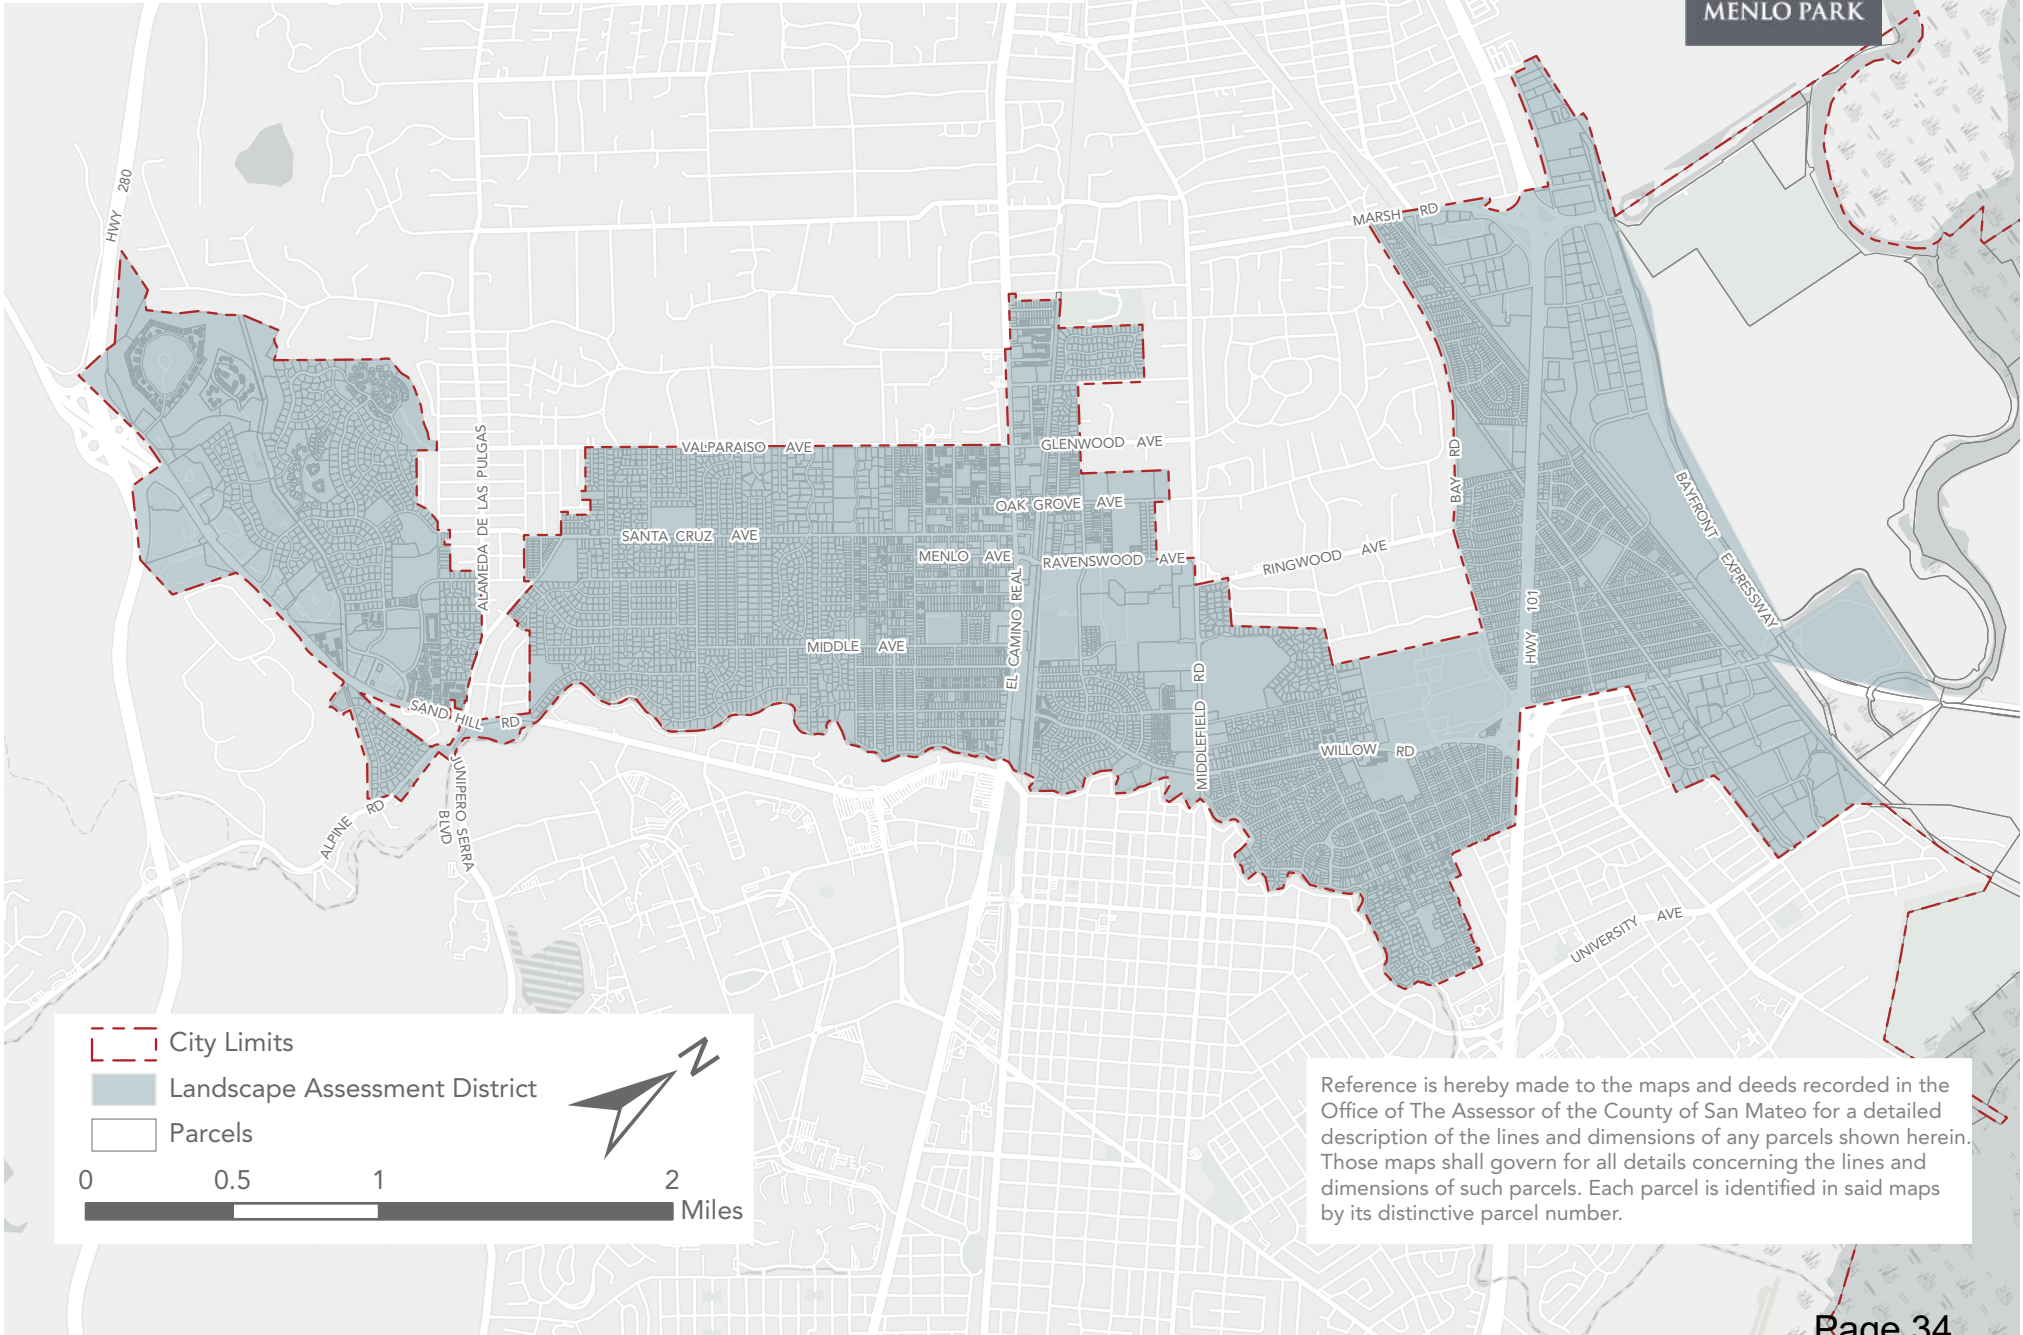 MENLO PARK
HWY 280
MARSH RD
VALPARAISO AVE
GLENWOOD AVE
ALAMEDA DE LAS PULGAS
BAY RD
OAK GROVE AVE
SANTA CRUZ AVE
MENLO AVE
RAVENSWOOD AVE
RINGWOOD AVE
BAYFRONT EXPRESSWAY
HWY 101
EL CAMINO REAL
MIDDLE AVE
MIDDLEFIELD RD
SAND HILL RD
WILLOW RD
ALPINE RD
JUNIPERO SERRA
BLVD
UNIVERSITY AVE
City Limits
Landscape Assessment District
Parcels
N
0 0.5 1 2
Miles
Reference is hereby made to the maps and deeds recorded in the
Office of The Assessor of the County of San Mateo for a detailed
description of the lines and dimensions of any parcels shown herein.
Those maps shall govern for all details concerning the lines and
dimensions of such parcels. Each parcel is identified in said maps
by its distinctive parcel number.
Page 34